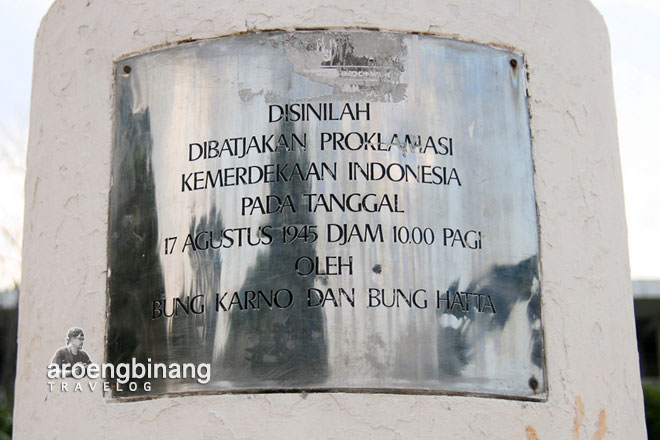 DISINILAH
DIBATJAKAN PROKLAMASI
KEMERDEKAAN INDONESIA
PADA TANGGAL
17 AGUSTUS 1945 DJAM 10.00 PAGI
OLEH
BUNG KARNO DAN BUNG HATTA
aroengbinang
TRAVELOG